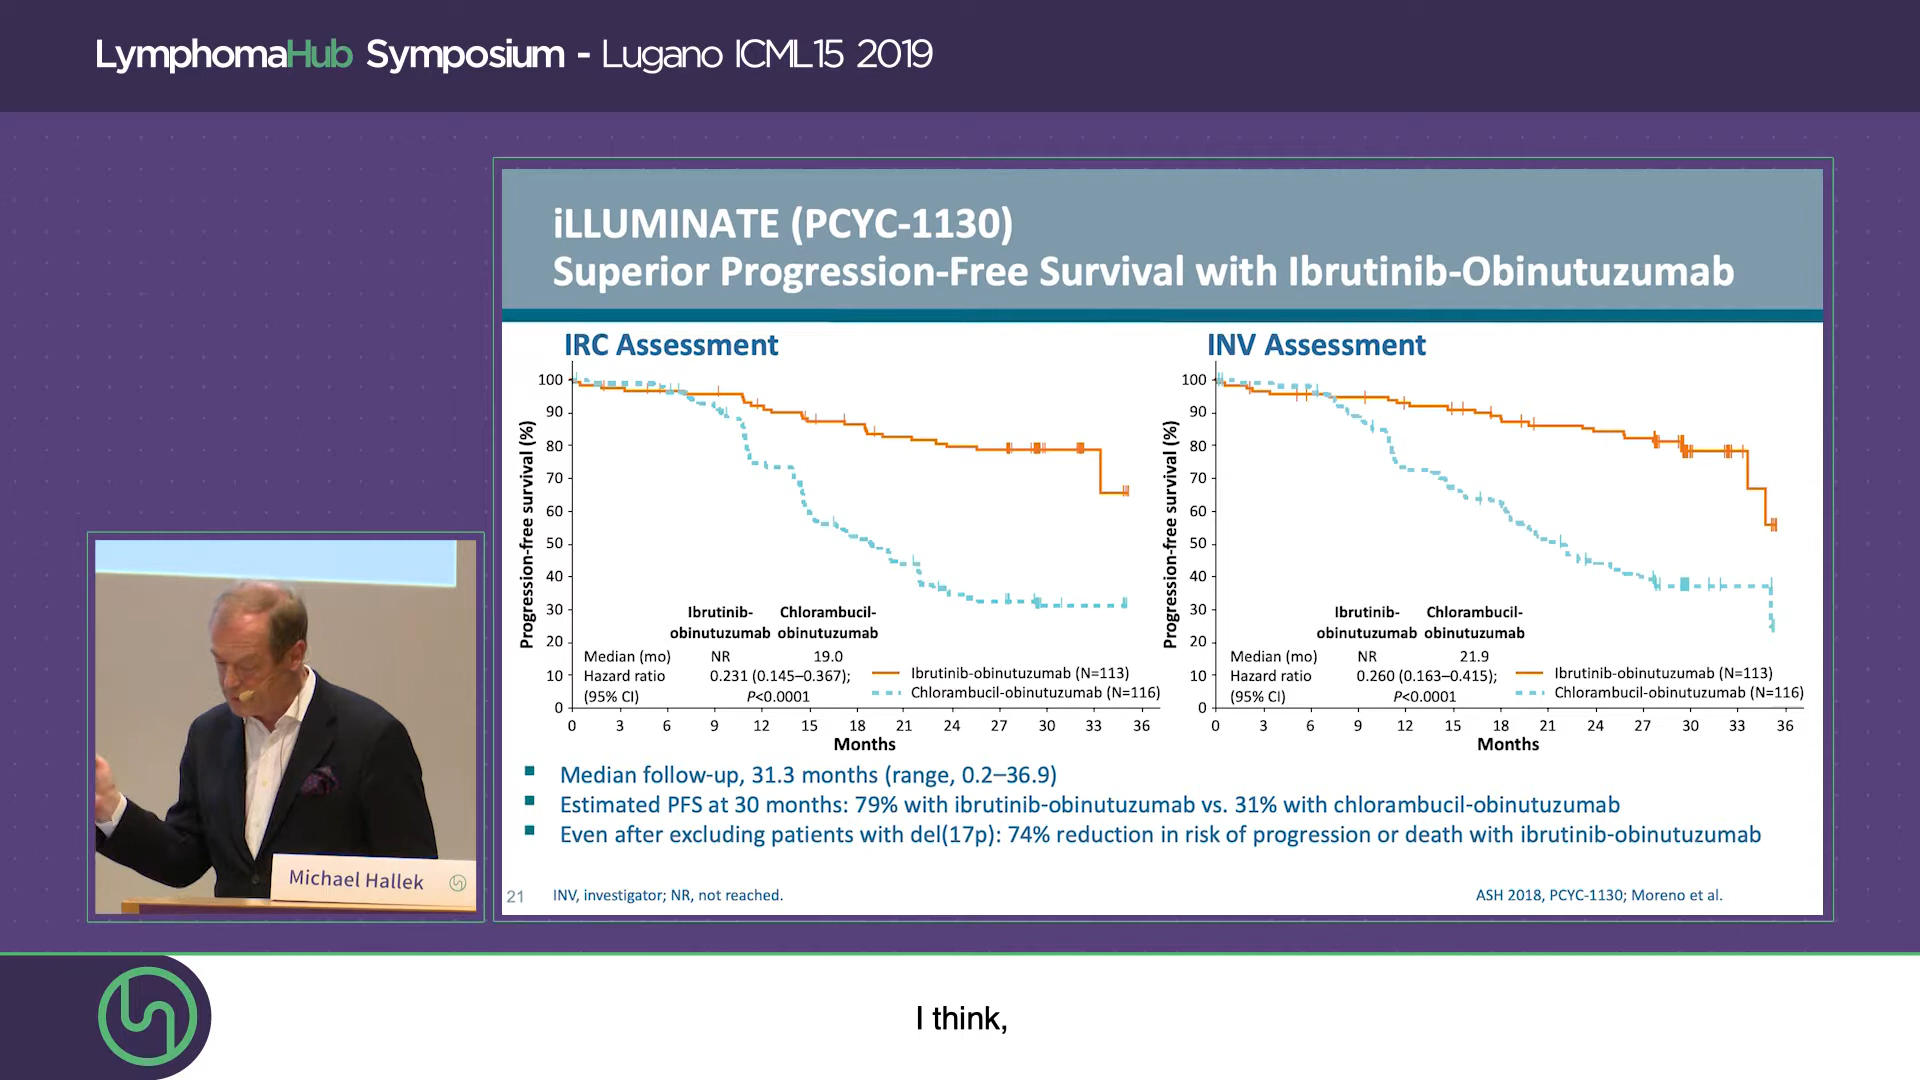 LymphomaHub Symposium - Lugano ICML15 2019
iLLUMINATE (PCYC-1130)
Superior Progression-Free Survival with Ibrutinib-Obinutuzumab
IRC Assessment
Progression-free survival (%)
100
90
80
70
60
50
40
30
20
10
0
Ibrutinib- Chlorambucil-
obinutuzumab obinutuzumab
Median (mo) NR 19.0
Hazard ratio 0.231 (0.145–0.367);
(95% CI) P<0.0001
Ibrutinib-obinutuzumab (N=113)
Chlorambucil-obinutuzumab (N=116)
0 3 6 9 12 15 18 21 24 27 30 33 36
Months
INV Assessment
Progression-free survival (%)
100
90
80
70
60
50
40
30
20
10
0
Ibrutinib- Chlorambucil-
obinutuzumab obinutuzumab
Median (mo) NR 21.9
Hazard ratio 0.260 (0.163–0.415);
(95% CI) P<0.0001
Ibrutinib-obinutuzumab (N=113)
Chlorambucil-obinutuzumab (N=116)
0 3 6 9 12 15 18 21 24 27 30 33 36
Months
Median follow-up, 31.3 months (range, 0.2–36.9)
Estimated PFS at 30 months: 79% with ibrutinib-obinutuzumab vs. 31% with chlorambucil-obinutuzumab
Even after excluding patients with del(17p): 74% reduction in risk of progression or death with ibrutinib-obinutuzumab
21 INV, investigator; NR, not reached. ASH 2018, PCYC-1130; Moreno et al.
Michael Hallek
I think,